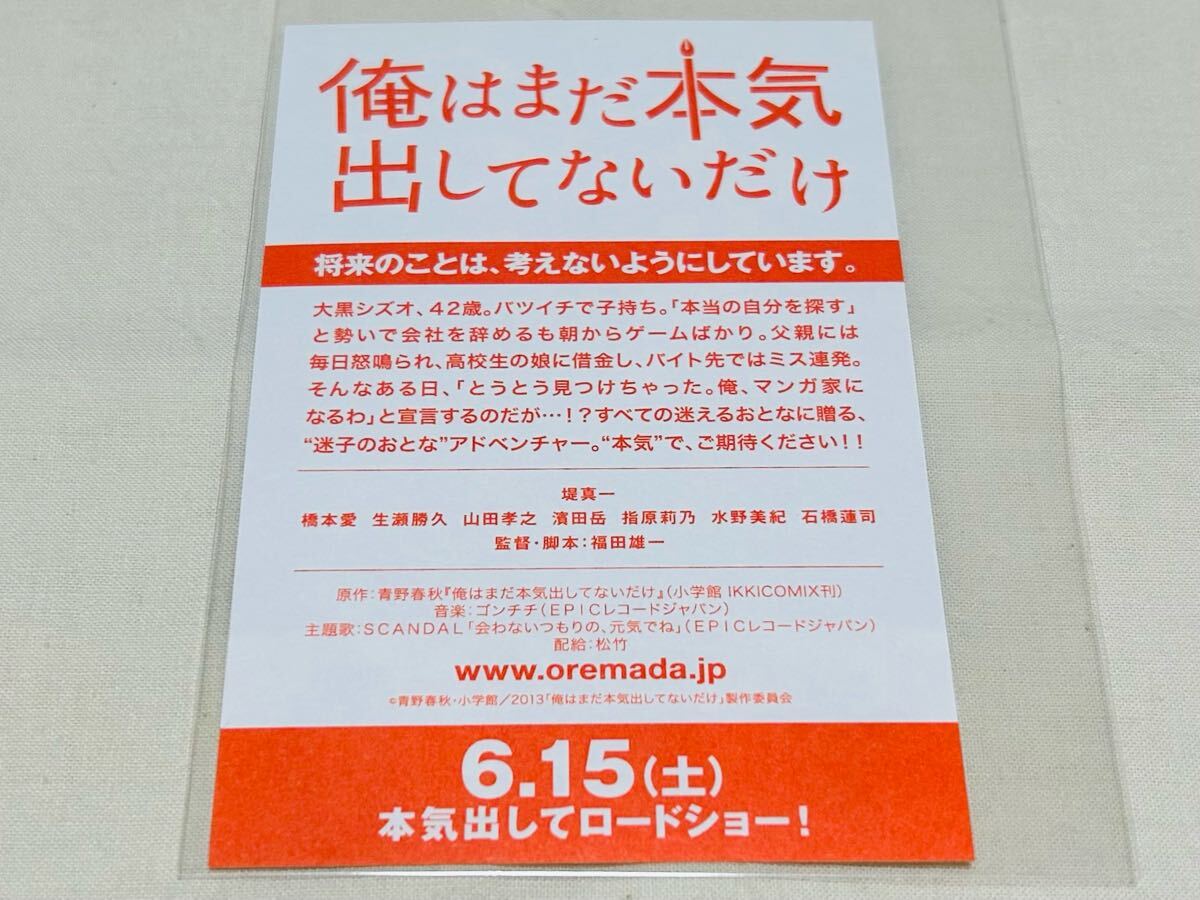 俺はまだ本気
出してないだけ
将来のことは、考えないようにしています。
大黒シズオ、42歳。バツイチで子持ち。「本当の自分を探す」
と勢いで会社を辞めるも朝からゲームばかり。父親には
毎日怒鳴られ、高校生の娘に借金し、バイト先ではミス連発。
そんなある日、「とうとう見つけちゃった。俺、マンガ家に
なるわ」と宣言するのだが…!?すべての迷えるおとなに贈る、
“迷子のおとな”アドベンチャー。“本気”で、ご期待ください!!
堤真一
橋本愛 生瀬勝久 山田孝之 濱田岳 指原莉乃 水野美紀 石橋蓮司
監督・脚本:福田雄一
原作:青野春秋『俺はまだ本気出してないだけ』(小学館 IKKICOMIX刊)
音楽:ゴンチチ(EPICレコードジャパン)
主題歌:SCANDAL「会わないつもりの、元気でね」(EPICレコードジャパン)
配給:松竹
www.oremada.jp
©青野春秋・小学館/2013「俺はまだ本気出してないだけ」製作委員会
6.15(土)
本気出してロードショー!